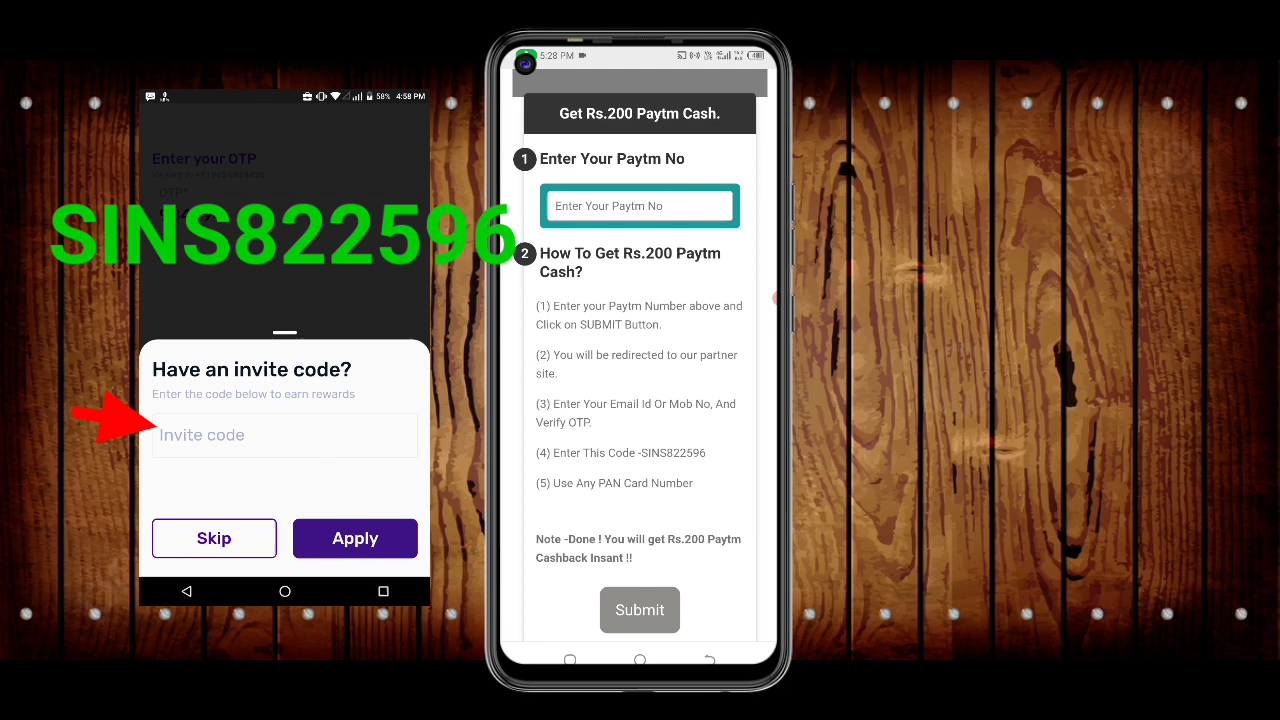 4:58 PM
58%
Enter your OTP
OTP*
SINS822596
Have an invite code?
Enter the code below to earn rewards
Invite code
Skip
Apply
5:28 PM
Get Rs.200 Paytm Cash.
1 Enter Your Paytm No
Enter Your Paytm No
2 How To Get Rs.200 Paytm
Cash?
(1) Enter your Paytm Number above and
Click on SUBMIT Button.
(2) You will be redirected to our partner
site.
(3) Enter Your Email Id Or Mob No, And
Verify OTP.
(4) Enter This Code -SINS822596
(5) Use Any PAN Card Number
Note -Done ! You will get Rs.200 Paytm
Cashback Insant !!
Submit